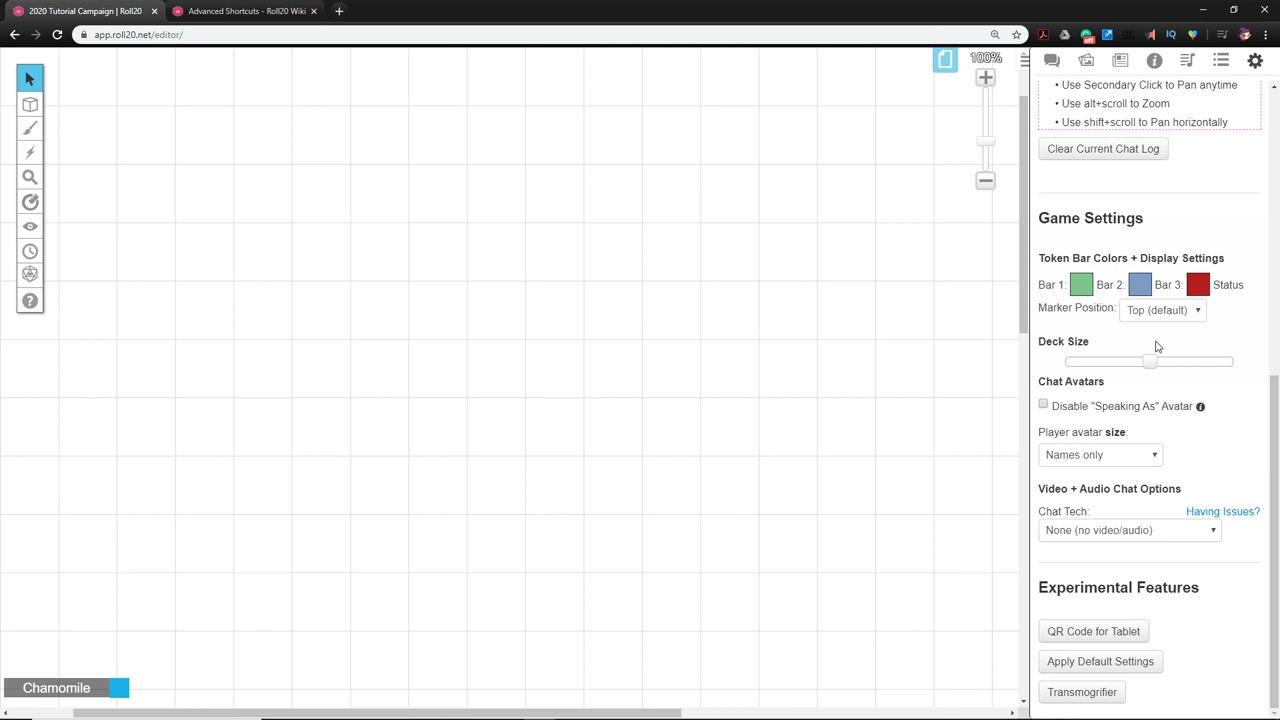 2020 Tutorial Campaign | Roll20
Advanced Shortcuts - Roll20 Wiki
app.roll20.net/editor/
100%
• Use Secondary Click to Pan anytime
• Use alt+scroll to Zoom
• Use shift+scroll to Pan horizontally
Clear Current Chat Log
Game Settings
Token Bar Colors + Display Settings
Bar 1: Bar 2: Bar 3: Status
Marker Position: Top (default)
Deck Size
Chat Avatars
Disable "Speaking As" Avatar
Player avatar size:
Names only
Video + Audio Chat Options
Chat Tech: Having Issues?
None (no video/audio)
Experimental Features
QR Code for Tablet
Apply Default Settings
Transmogrifier
Chamomile